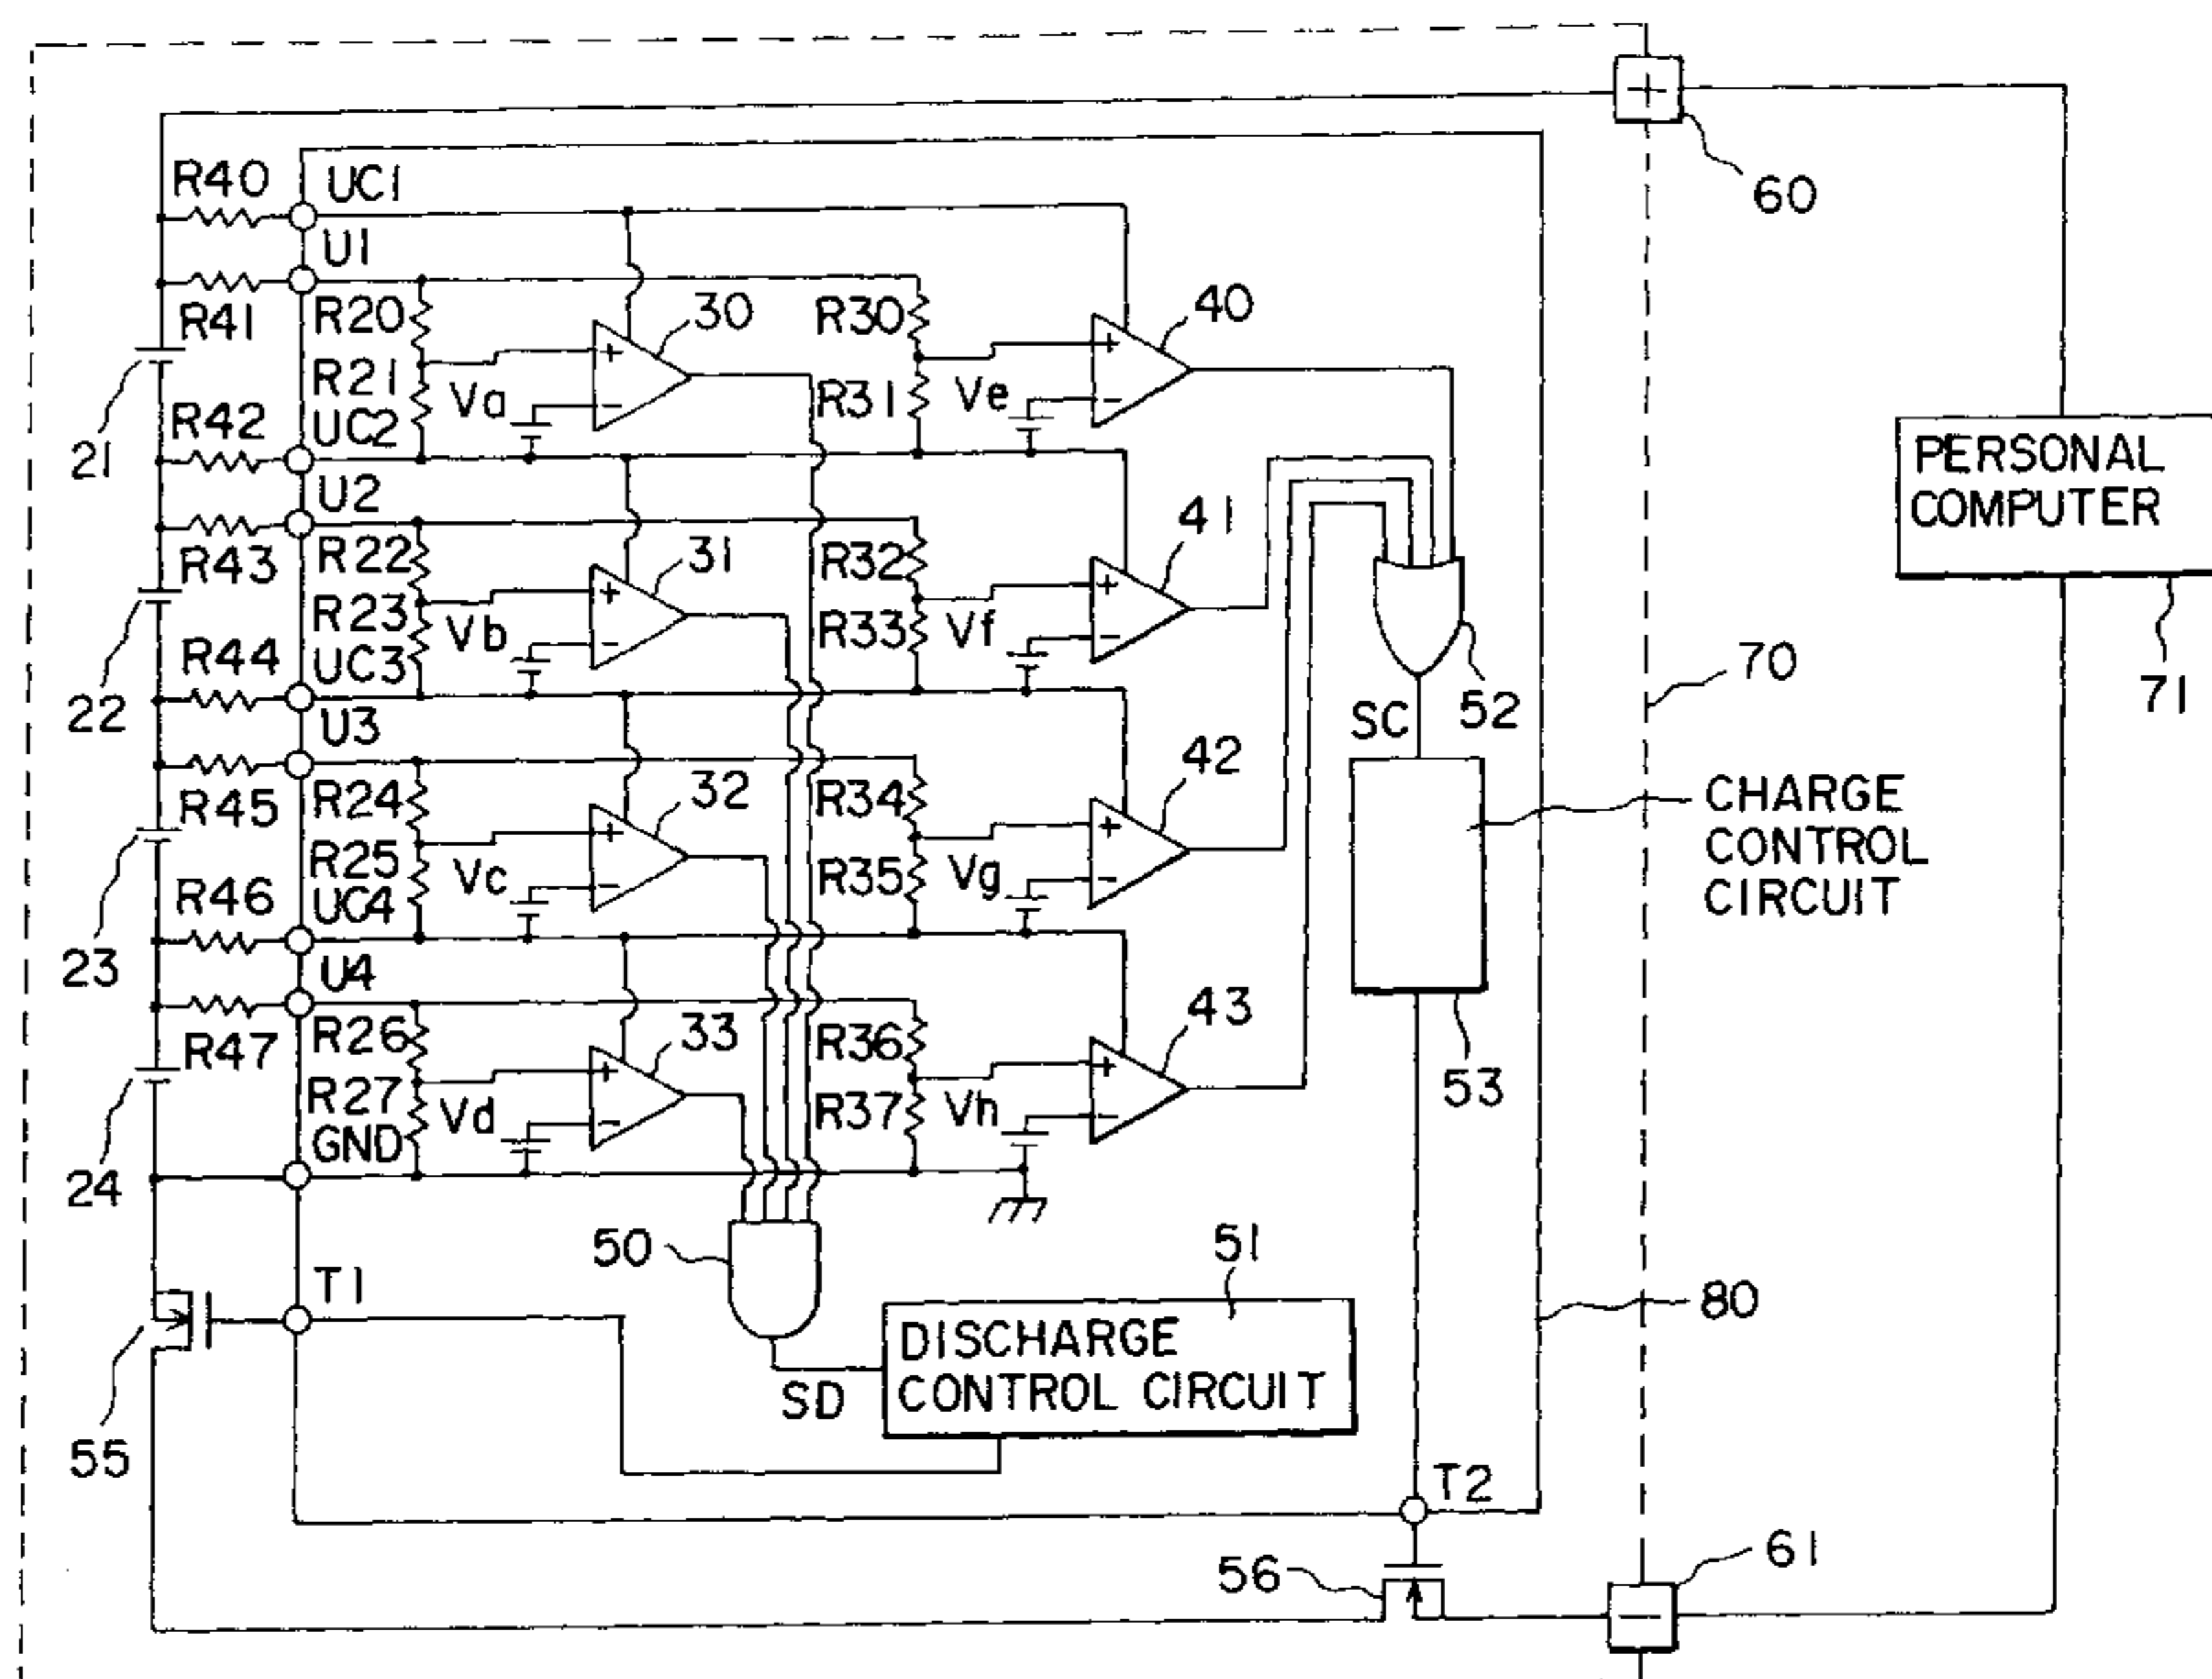 +
60
R40
UC1
U1
R41
R20
30
R30
40
+
+
R21
Va
R31
Ve
-
-
R42
UC2
21
U2
PERSONAL
COMPUTER
71
R43
R22
31
R32
41
+
+
R23
Vb
R33
Vf
-
-
R44
UC3
22
U3
52
SC
70
R45
R24
32
R34
42
+
+
CHARGE
CONTROL
CIRCUIT
R25
Vc
R35
Vg
-
-
R46
UC4
23
U4
53
R47
R26
33
R36
43
+
+
R27
Vd
R37
Vh
-
-
GND
24
50
51
T1
DISCHARGE
CONTROL CIRCUIT
80
SD
55
T2
56
61
-